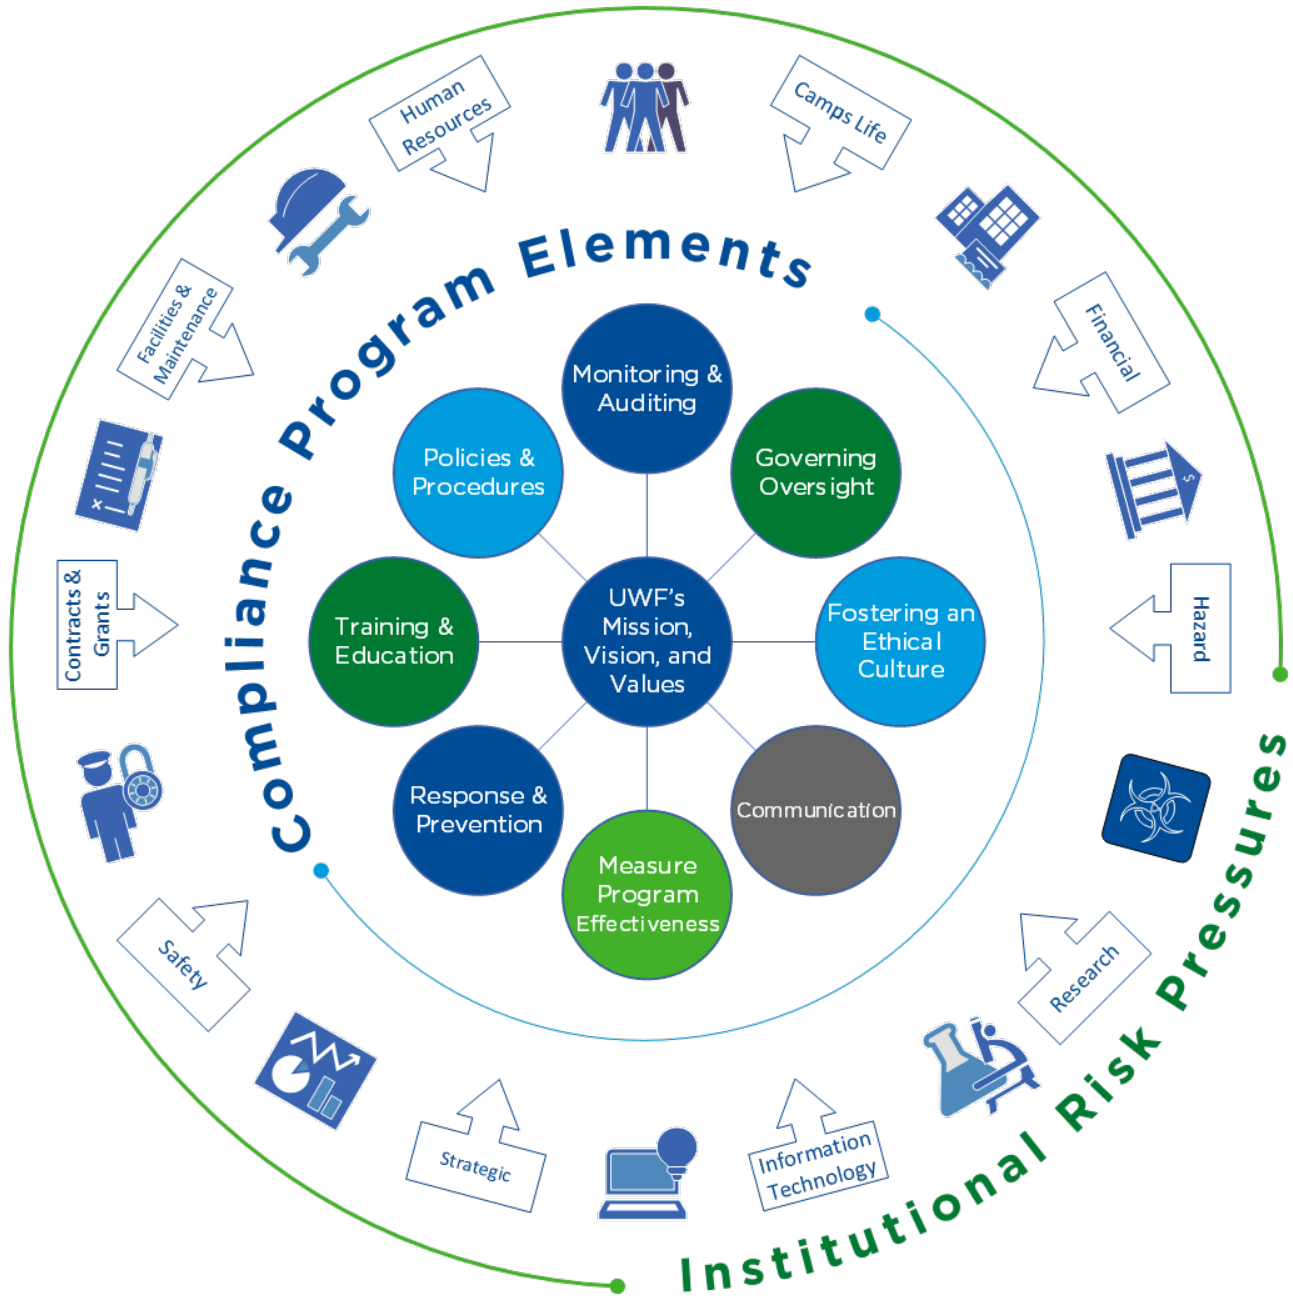 Human
Resources
Camps Life
Facilities &
Maintenance
Financial
Compliance Program Elements
Monitoring &
Auditing
Policies &
Procedures
Governing
Oversight
$
x
Contracts &
Grants
Training &
Education
UWF's
Mission,
Vision, and
Values
Fostering an
Ethical
Culture
Hazard
Response &
Prevention
Communication
Measure
Program
Effectiveness
Safety
Research
Strategic
Information
Technology
Institutional Risk Pressures